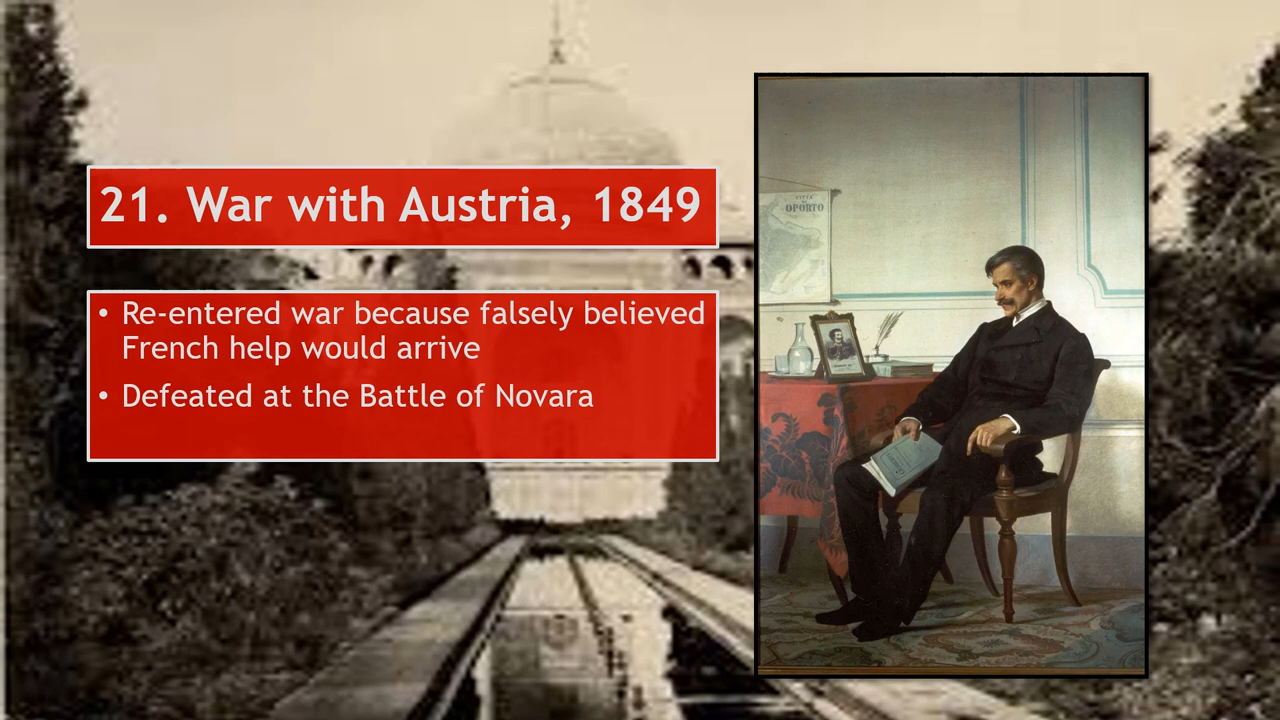 21. War with Austria, 1849
• Re-entered war because falsely believed
French help would arrive
• Defeated at the Battle of Novara
CITTÀ
OPORTO